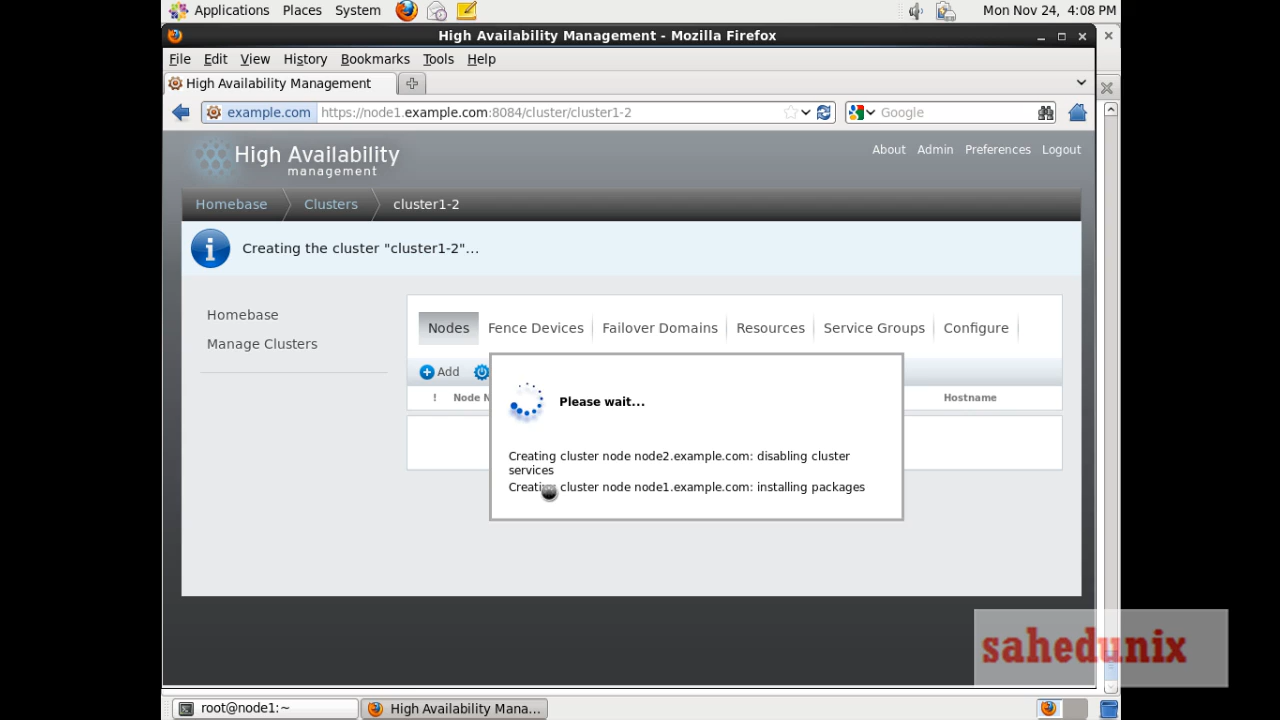 Applications Places System Mon Nov 24, 4:08 PM
High Availability Management - Mozilla Firefox
File Edit View History Bookmarks Tools Help
High Availability Management
example.com https://node1.example.com:8084/cluster/cluster1-2 Google
High Availability
management
About Admin Preferences Logout
Homebase Clusters cluster1-2
Creating the cluster "cluster1-2"...
Homebase
Manage Clusters
Nodes Fence Devices Failover Domains Resources Service Groups Configure
Add
! Node N Hostname
Please wait...
Creating cluster node node2.example.com: disabling cluster
services
Creating cluster node node1.example.com: installing packages
sahedunix
root@node1:~ High Availability Mana...